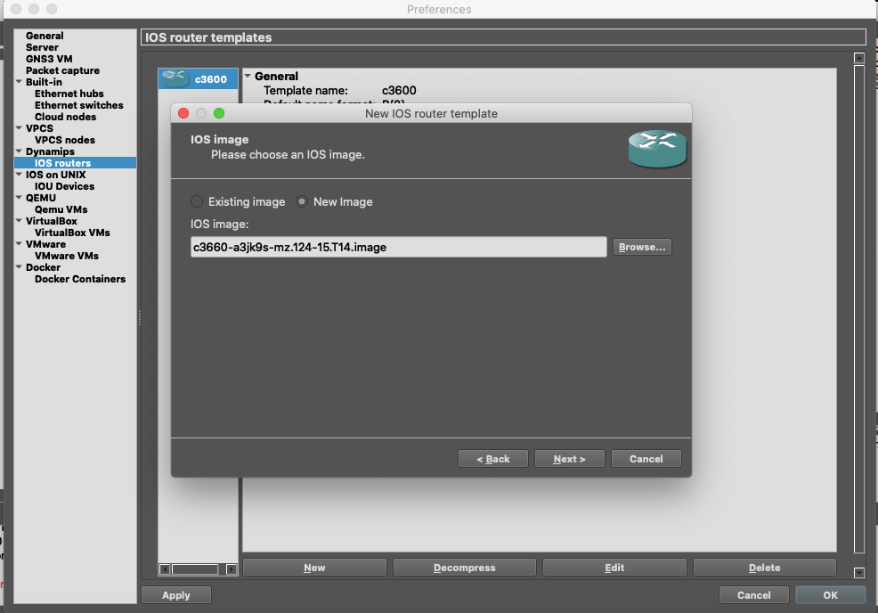 Preferences
General
Server
GNS3 VM
Packet capture
Built-in
Ethernet hubs
Ethernet switches
Cloud nodes
VPCS
VPCS nodes
Dynamips
IOS routers
IOS on UNIX
IOU Devices
QEMU
Qemu VMs
VirtualBox
VirtualBox VMs
VMware
VMware VMs
Docker
Docker Containers
IOS router templates
c3600
General
Template name: c3600
New IOS router template
IOS image
Please choose an IOS image.
Existing image New Image
IOS image:
c3660-a3jk9s-mz.124-15.T14.image Browse...
< Back Next > Cancel
New Decompress Edit Delete
Apply Cancel OK